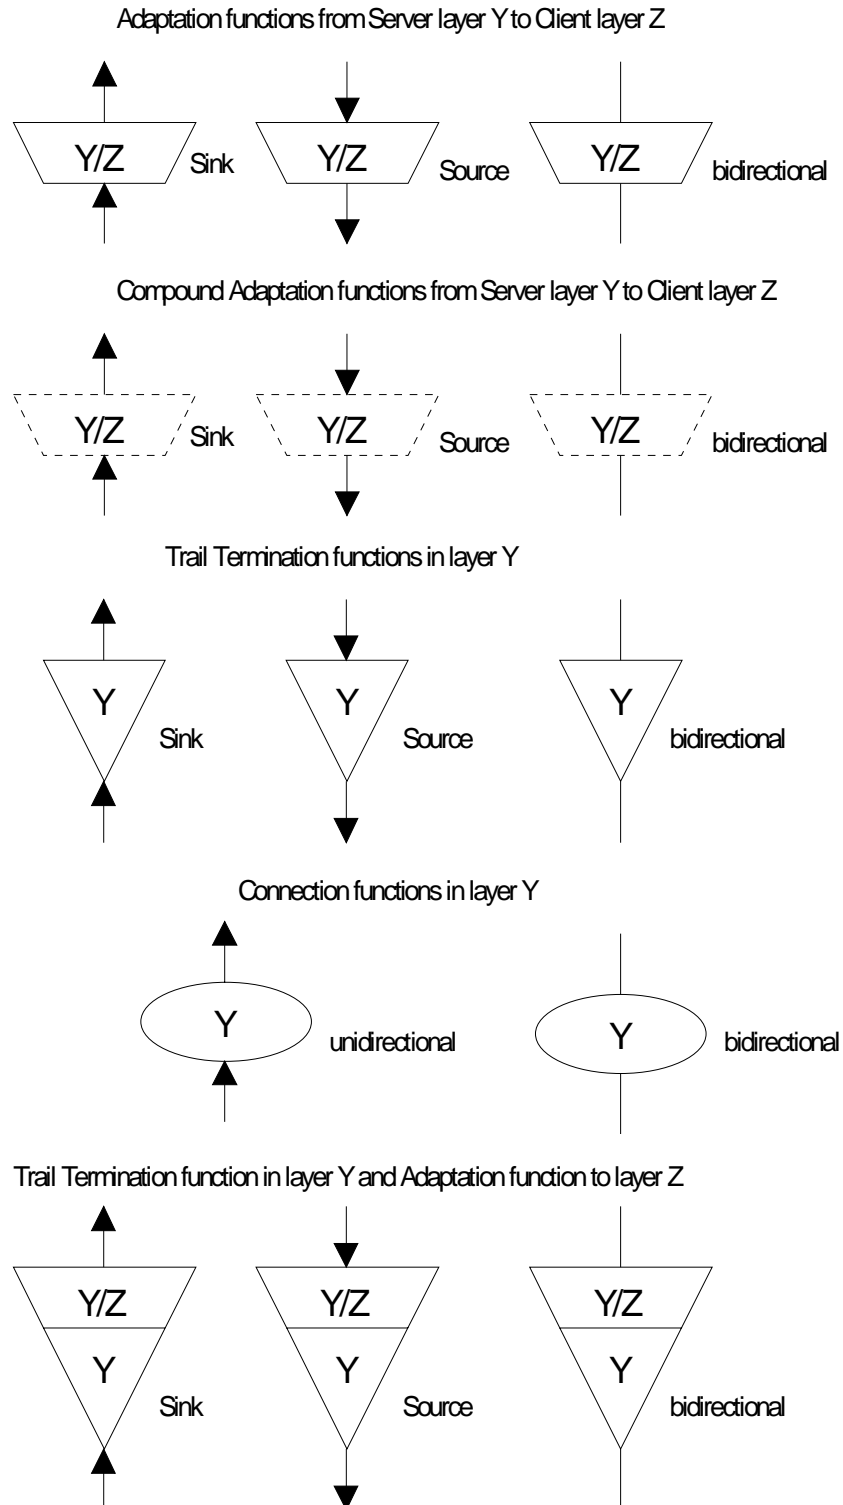 Adaptation functions from Server layer Y to Client layer Z
Y/Z Sink Y/Z Source Y/Z bidirectional
Compound Adaptation functions from Server layer Y to Client layer Z
Y/Z Sink Y/Z Source Y/Z bidirectional
Trail Termination functions in layer Y
Y Sink Y Source Y bidirectional
Connection functions in layer Y
Y unidirectional Y bidirectional
Trail Termination function in layer Y and Adaptation function to layer Z
Y/Z Y/Z Y/Z
Y Sink Y Source Y bidirectional